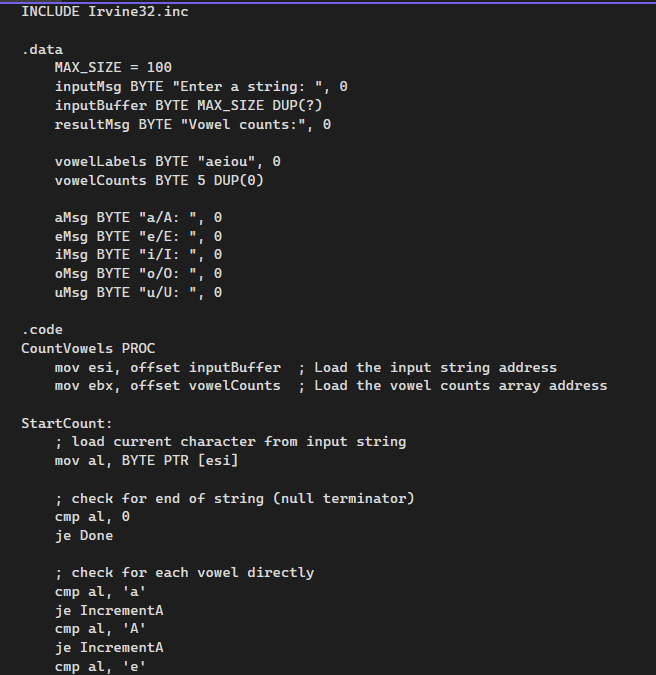 INCLUDE Irvine32.inc
.data
MAX_SIZE = 100
inputMsg BYTE "Enter a string: ", 0
inputBuffer BYTE MAX_SIZE DUP(?)
resultMsg BYTE "Vowel counts:", 0
vowelLabels BYTE "aeiou", 0
vowelCounts BYTE 5 DUP(0)
aMsg BYTE "a/A: ", 0
eMsg BYTE "e/E: ", 0
iMsg BYTE "i/I: ", 0
oMsg BYTE "o/O: ", 0
uMsg BYTE "u/U: ", 0
.code
CountVowels PROC
mov esi, offset inputBuffer  ; Load the input string address
mov ebx, offset vowelCounts  ; Load the vowel counts array address
StartCount:
; load current character from input string
mov al, BYTE PTR [esi]
; check for end of string (null terminator)
cmp al, 0
je Done
; check for each vowel directly
cmp al, 'a'
je IncrementA
cmp al, 'A'
je IncrementA
cmp al, 'e'